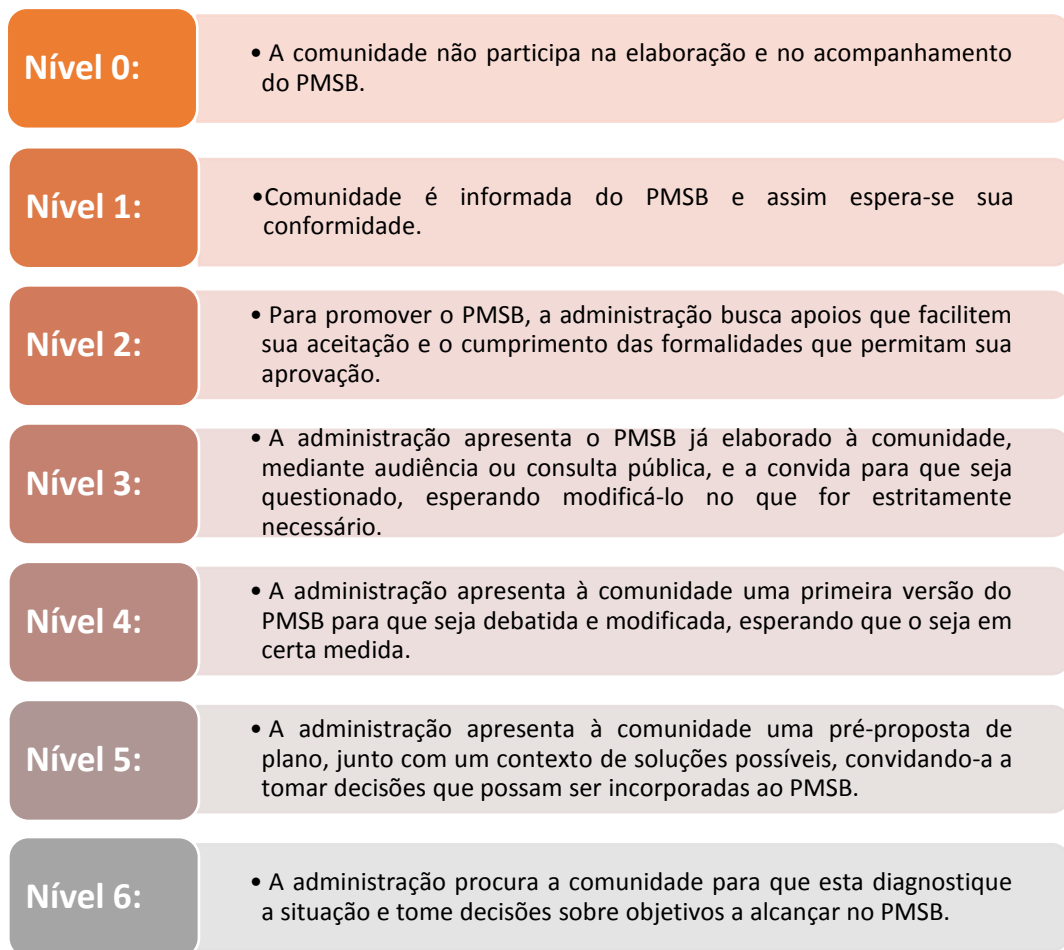 Nível 0:
• A comunidade não participa na elaboração e no acompanhamento
do PMSB.
Nível 1:
•Comunidade é informada do PMSB e assim espera-se sua
conformidade.
Nível 2:
• Para promover o PMSB, a administração busca apoios que facilitem
sua aceitação e o cumprimento das formalidades que permitam sua
aprovação.
Nível 3:
• A administração apresenta o PMSB já elaborado à comunidade,
mediante audiência ou consulta pública, e a convida para que seja
questionado, esperando modificá-lo no que for estritamente
necessário.
Nível 4:
• A administração apresenta à comunidade uma primeira versão do
PMSB para que seja debatida e modificada, esperando que o seja em
certa medida.
Nível 5:
• A administração apresenta à comunidade uma pré-proposta de
plano, junto com um contexto de soluções possíveis, convidando-a a
tomar decisões que possam ser incorporadas ao PMSB.
Nível 6:
• A administração procura a comunidade para que esta diagnostique
a situação e tome decisões sobre objetivos a alcançar no PMSB.